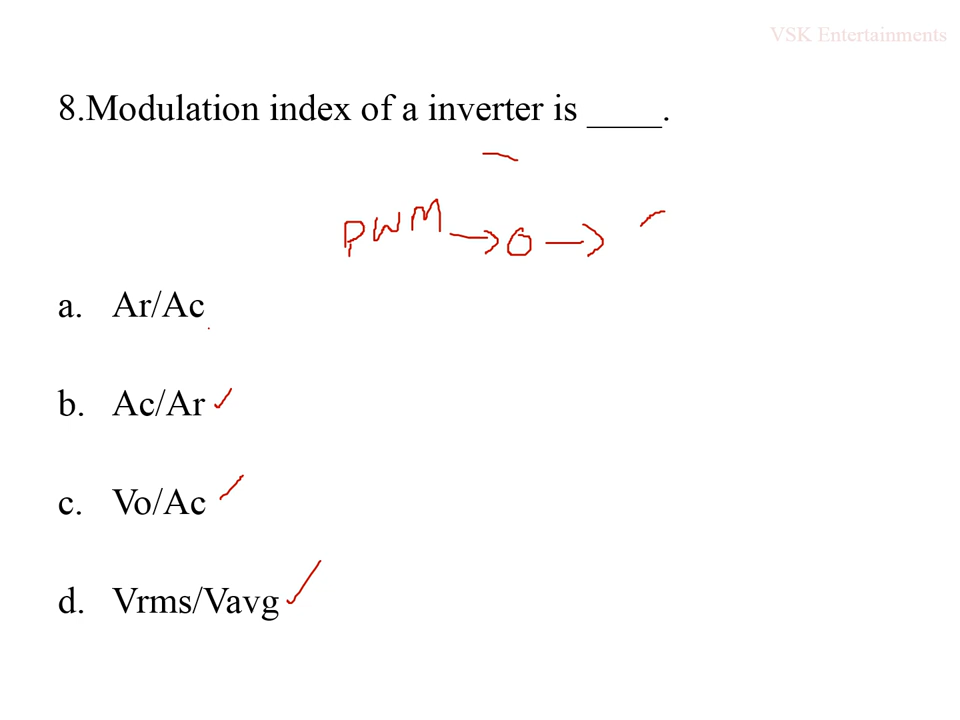 VSK Entertainments
8.Modulation index of a inverter is ____.
PWM → 0 →
a. Ar/Ac
b. Ac/Ar ✓
c. Vo/Ac
d. Vrms/Vavg ✓